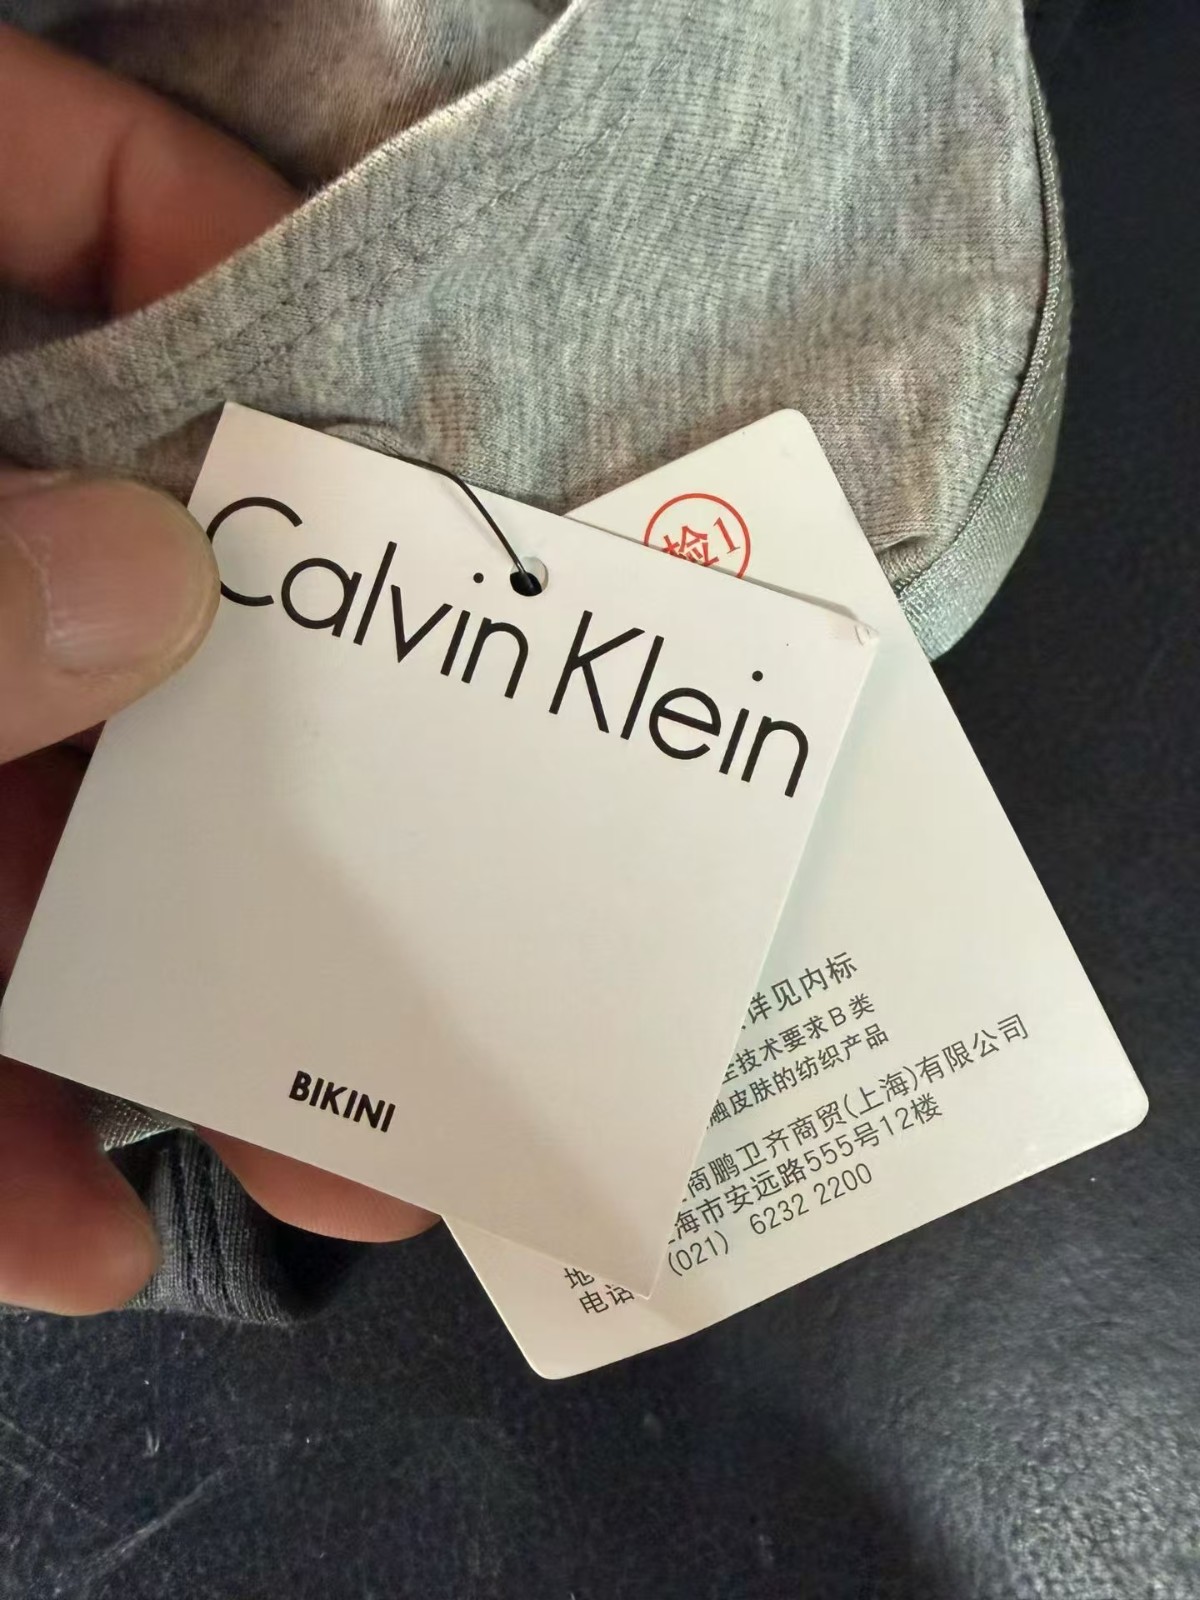 Calvin Klein
BIKINI
检1
详见内标
技术要求B类
触皮肤的纺织产品
商鹏卫齐商贸(上海)有限公司
海市安远路555号12楼
地
电话 (021) 6232 2200